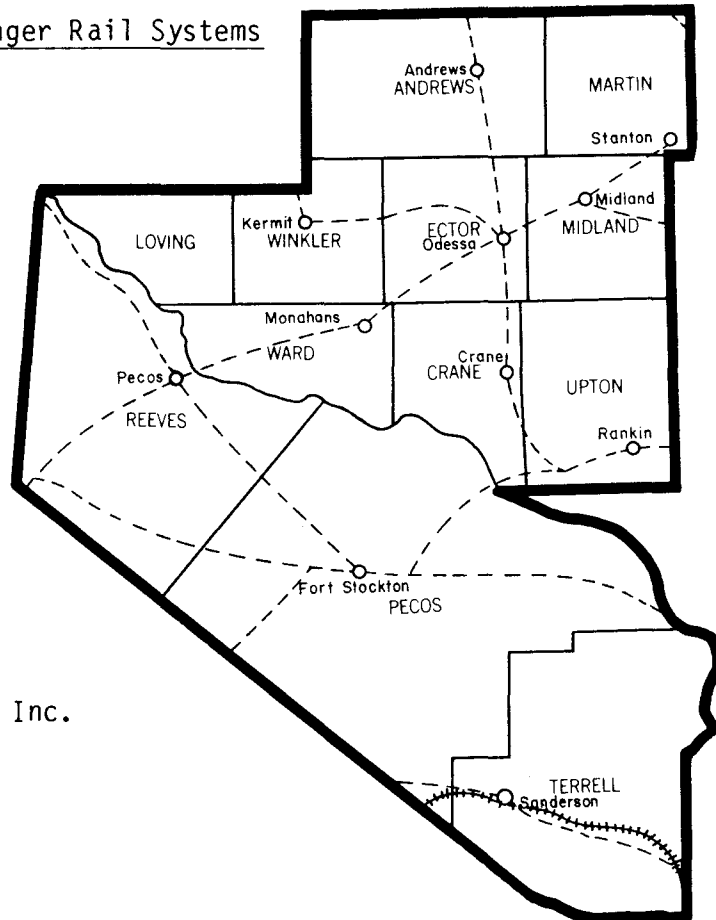 Rail Systems
Andrews
ANDREWS
MARTIN
Stanton
Midland
MIDLAND
Kermit
WINKLER
LOVING
ECTOR
Odessa
Monahans
WARD
Crane
CRANE
UPTON
Pecos
REEVES
Rankin
Fort Stockton
PECOS
Inc.
TERRELL
Sanderson